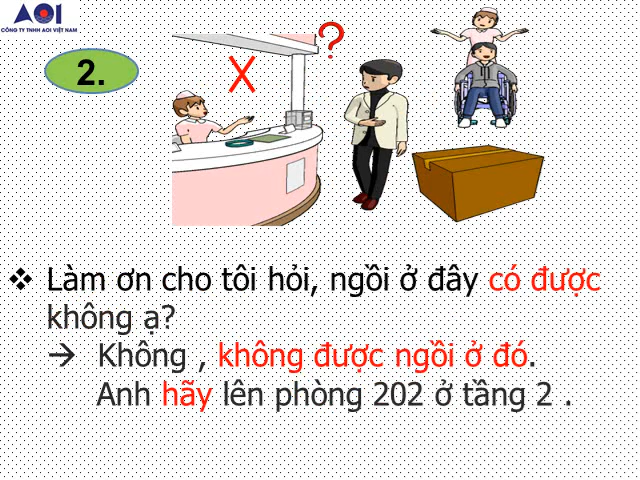 AOI
CÔNG TY TNHH AOI VIỆT NAM
2.
X
?
❖ Làm ơn cho tôi hỏi, ngồi ở đây có được
không ạ?
→ Không , không được ngồi ở đó.
Anh hãy lên phòng 202 ở tầng 2 .